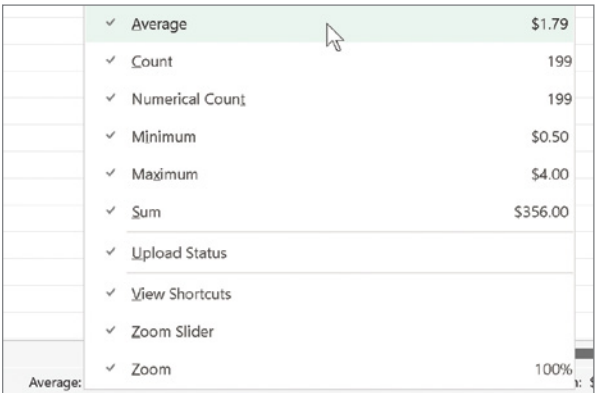 Average $1.79
Count 199
Numerical Count 199
Minimum $0.50
Maximum $4.00
Sum $356.00
Upload Status
View Shortcuts
Zoom Slider
Zoom 100%
Average: